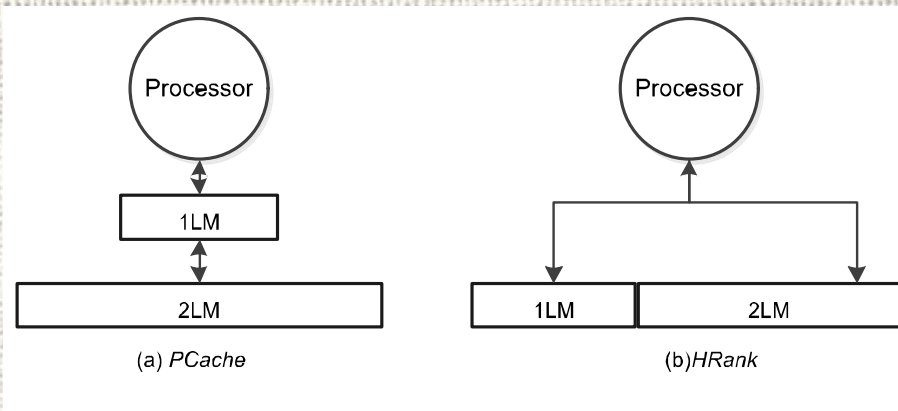 Processor
1LM
2LM
(a) PCache
Processor
1LM
2LM
(b)HRank